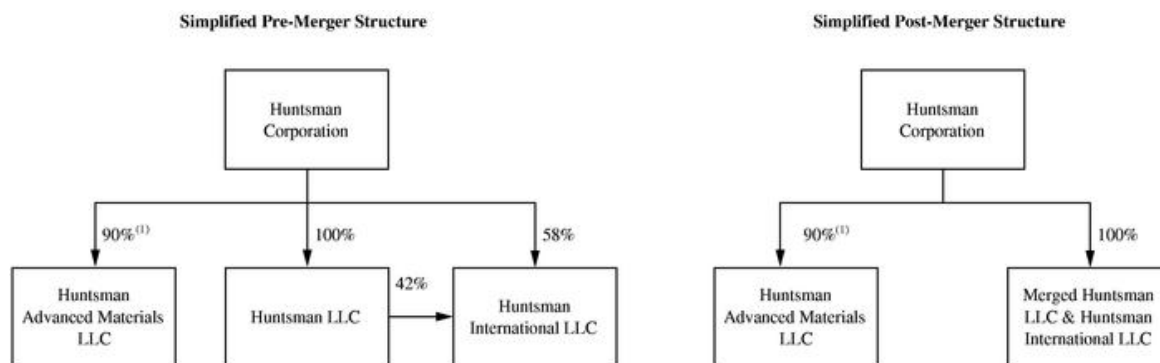 Simplified Pre-Merger Structure
Huntsman
Corporation
90%(1)
100%
58%
42%
Huntsman
Advanced Materials
LLC
Huntsman LLC
Huntsman
International LLC
Simplified Post-Merger Structure
Huntsman
Corporation
90%(1)
100%
Huntsman
Advanced Materials
LLC
Merged Huntsman
LLC & Huntsman
International LLC